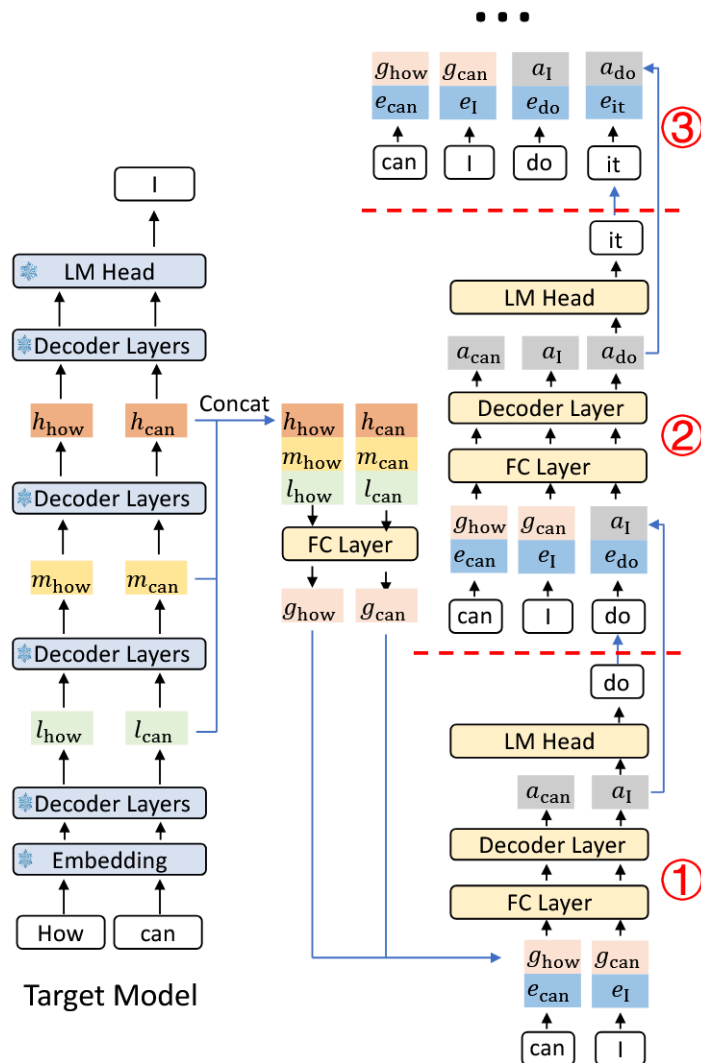 ...
g_how g_can a_I a_do
e_can e_I e_do e_it
③
can I do it
I
it
LM Head
LM Head
Decoder Layers
a_can a_I a_do
Concat
h_how h_can
h_how h_can
Decoder Layer
②
m_how m_can
l_how l_can
FC Layer
Decoder Layers
g_how g_can a_I
FC Layer
e_can e_I e_do
m_how m_can
g_how g_can
can I do
Decoder Layers
do
l_how l_can
LM Head
a_can a_I
Decoder Layers
Decoder Layer
Embedding
①
FC Layer
How can
g_how g_can
e_can e_I
Target Model
can I